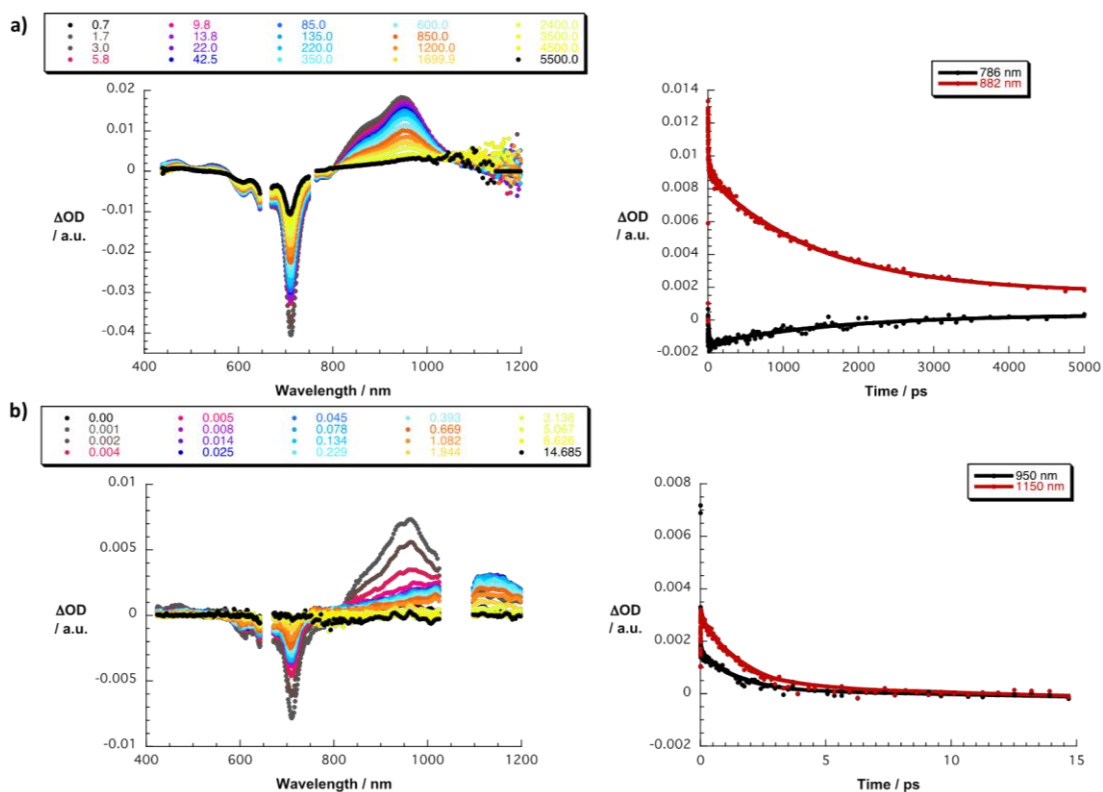 a)
0.7 9.8 85.0 600.0 2400.0
1.7 13.8 135.0 850.0 3500.0
3.0 22.0 220.0 1200.0 4500.0
5.8 42.5 350.0 1699.9 5500.0
0.02
0.01
0
-0.01
-0.02
-0.03
-0.04
ΔOD
/ a.u.
400 600 800 1000 1200
Wavelength / nm
786 nm
882 nm
0.014
0.012
0.01
0.008
0.006
0.004
0.002
0
-0.002
ΔOD
/ a.u.
0 1000 2000 3000 4000 5000
Time / ps
b)
0.00 0.005 0.045 0.393 3.138
0.001 0.008 0.078 0.669 5.067
0.002 0.014 0.134 1.082 8.626
0.004 0.025 0.229 1.944 14.685
0.01
0.005
0
-0.005
-0.01
ΔOD
/ a.u.
400 600 800 1000 1200
Wavelength / nm
950 nm
1150 nm
0.008
0.006
0.004
0.002
0
-0.002
ΔOD
/ a.u.
0 5 10 15
Time / ps